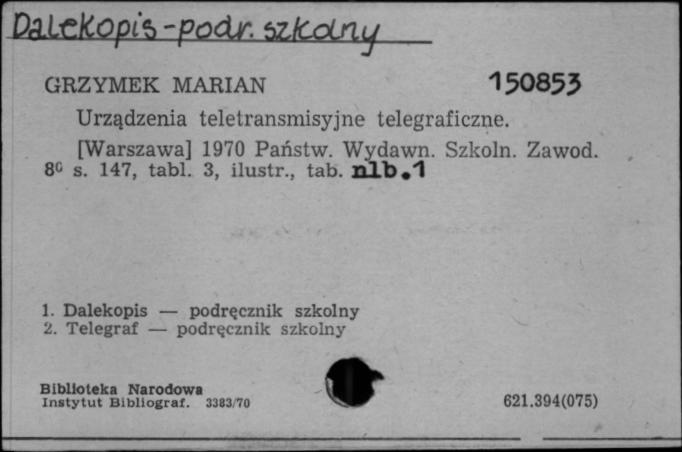 Dalekopis - podr. szkolny
GRZYMEK MARIAN 150853
Urządzenia teletransmisyjne telegraficzne.
[Warszawa] 1970 Państw. Wydawn. Szkoln. Zawod.
8⁰ s. 147, tabl. 3, ilustr., tab. nlb.1
1. Dalekopis — podręcznik szkolny
2. Telegraf — podręcznik szkolny
Biblioteka Narodowa
Instytut Bibliograf. 3383/70 621.394(075)